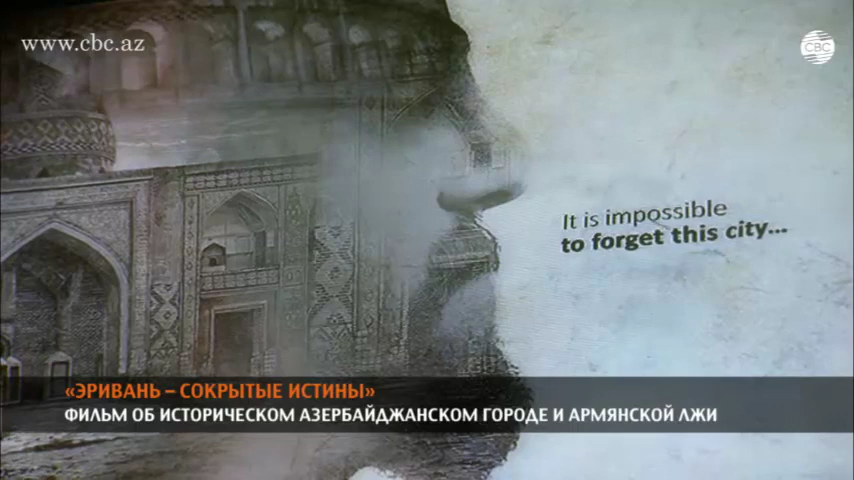 www.cbc.az
CBC
It is impossible
to forget this city...
«ЭРИВАНЬ – СОКРЫТЫЕ ИСТИНЫ»
ФИЛЬМ ОБ ИСТОРИЧЕСКОМ АЗЕРБАЙДЖАНСКОМ ГОРОДЕ И АРМЯНСКОЙ ЛЖИ